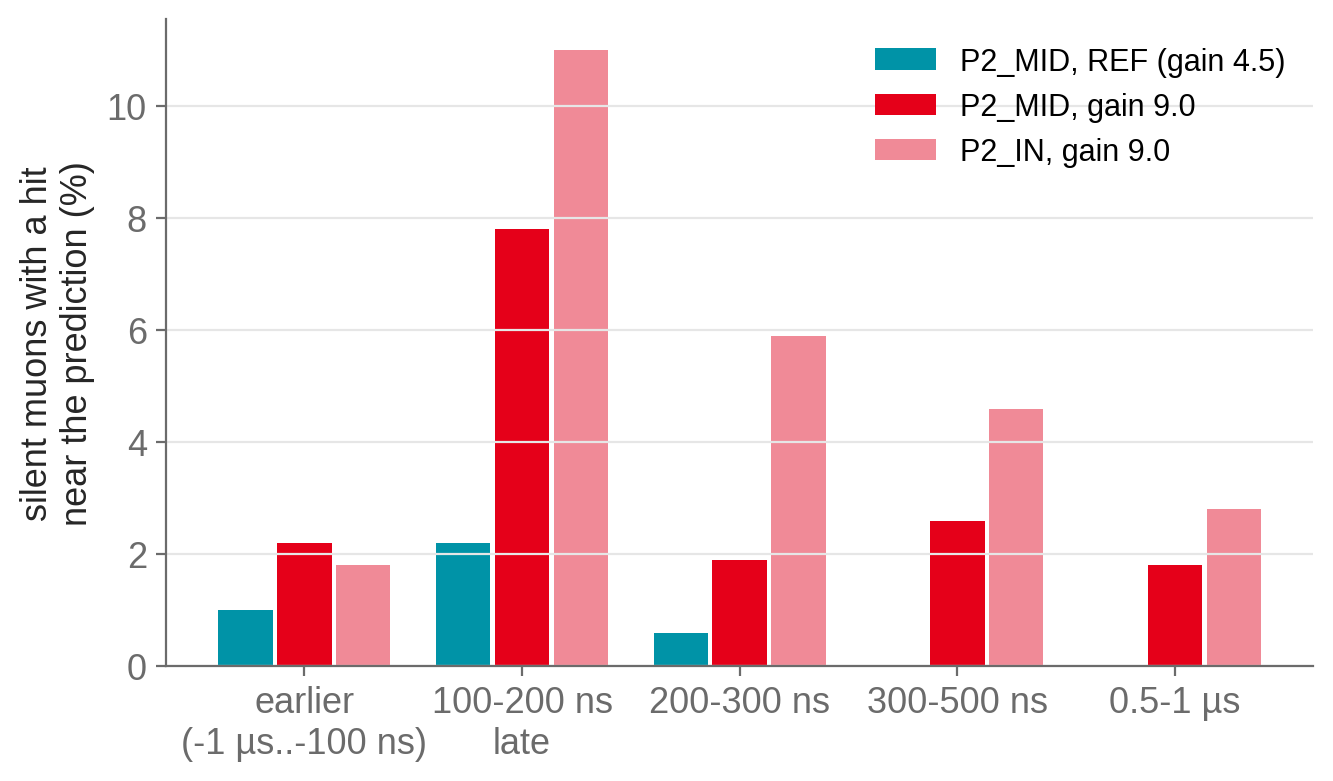 silent muons with a hit
near the prediction (%)
10
8
6
4
2
0
P2_MID, REF (gain 4.5)
P2_MID, gain 9.0
P2_IN, gain 9.0
earlier
(-1 µs..-100 ns)
100-200 ns
late
200-300 ns
300-500 ns
0.5-1 µs